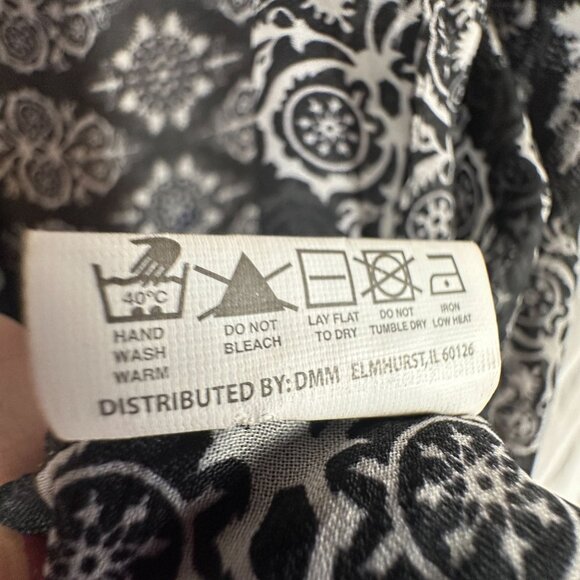 40°C
HAND
WASH
WARM
DO NOT
BLEACH
LAY FLAT
TO DRY
DO NOT
TUMBLE DRY
IRON
LOW HEAT
DISTRIBUTED BY: DMM ELMHURST, IL 60126